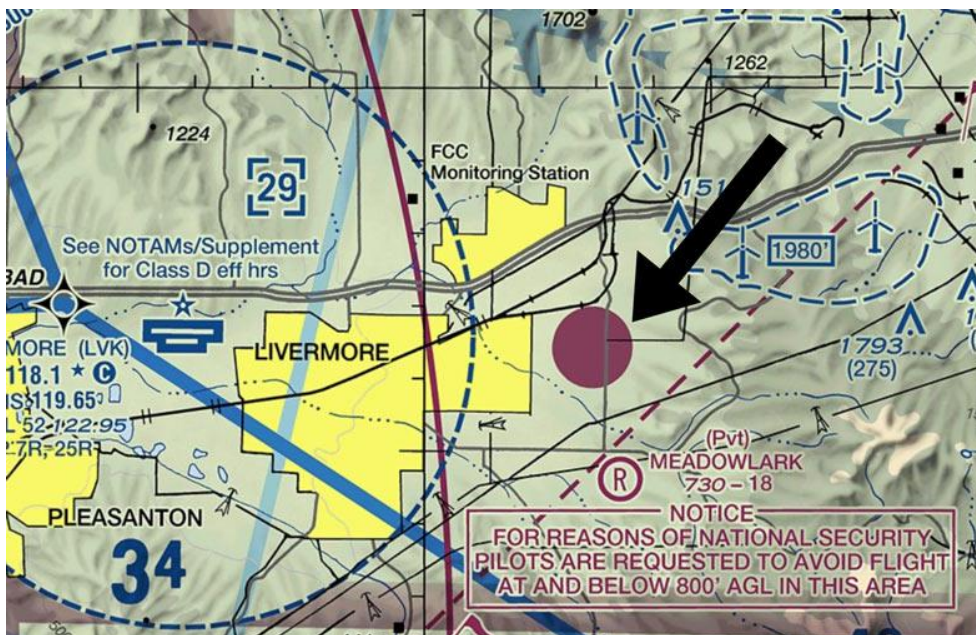 1702
1262
1224
FCC
Monitoring Station
29
151
See NOTAMs/Supplement
for Class D eff hrs
1980'
BAD
MORE (LVK)
118.1 * C
119.65
LIVERMORE
1793
(275)
L 52 122.95
7R, 25R
(Pvt)
R MEADOWLARK
730 – 18
PLEASANTON
34
NOTICE
FOR REASONS OF NATIONAL SECURITY
PILOTS ARE REQUESTED TO AVOID FLIGHT
AT AND BELOW 800' AGL IN THIS AREA